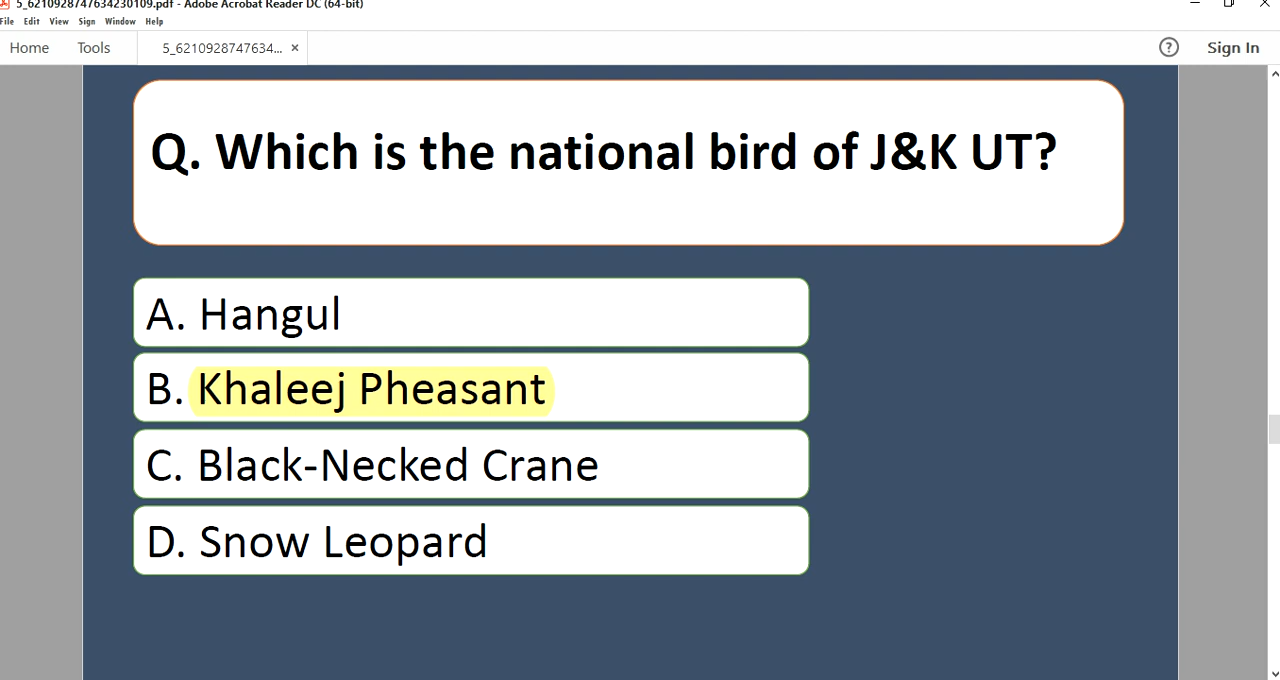 5_6210928747634230109.pdf - Adobe Acrobat Reader DC (64-bit)
File Edit View Sign Window Help
Home Tools 5_6210928747634... × ? Sign In
Q. Which is the national bird of J&K UT?
A. Hangul
B. Khaleej Pheasant
C. Black-Necked Crane
D. Snow Leopard